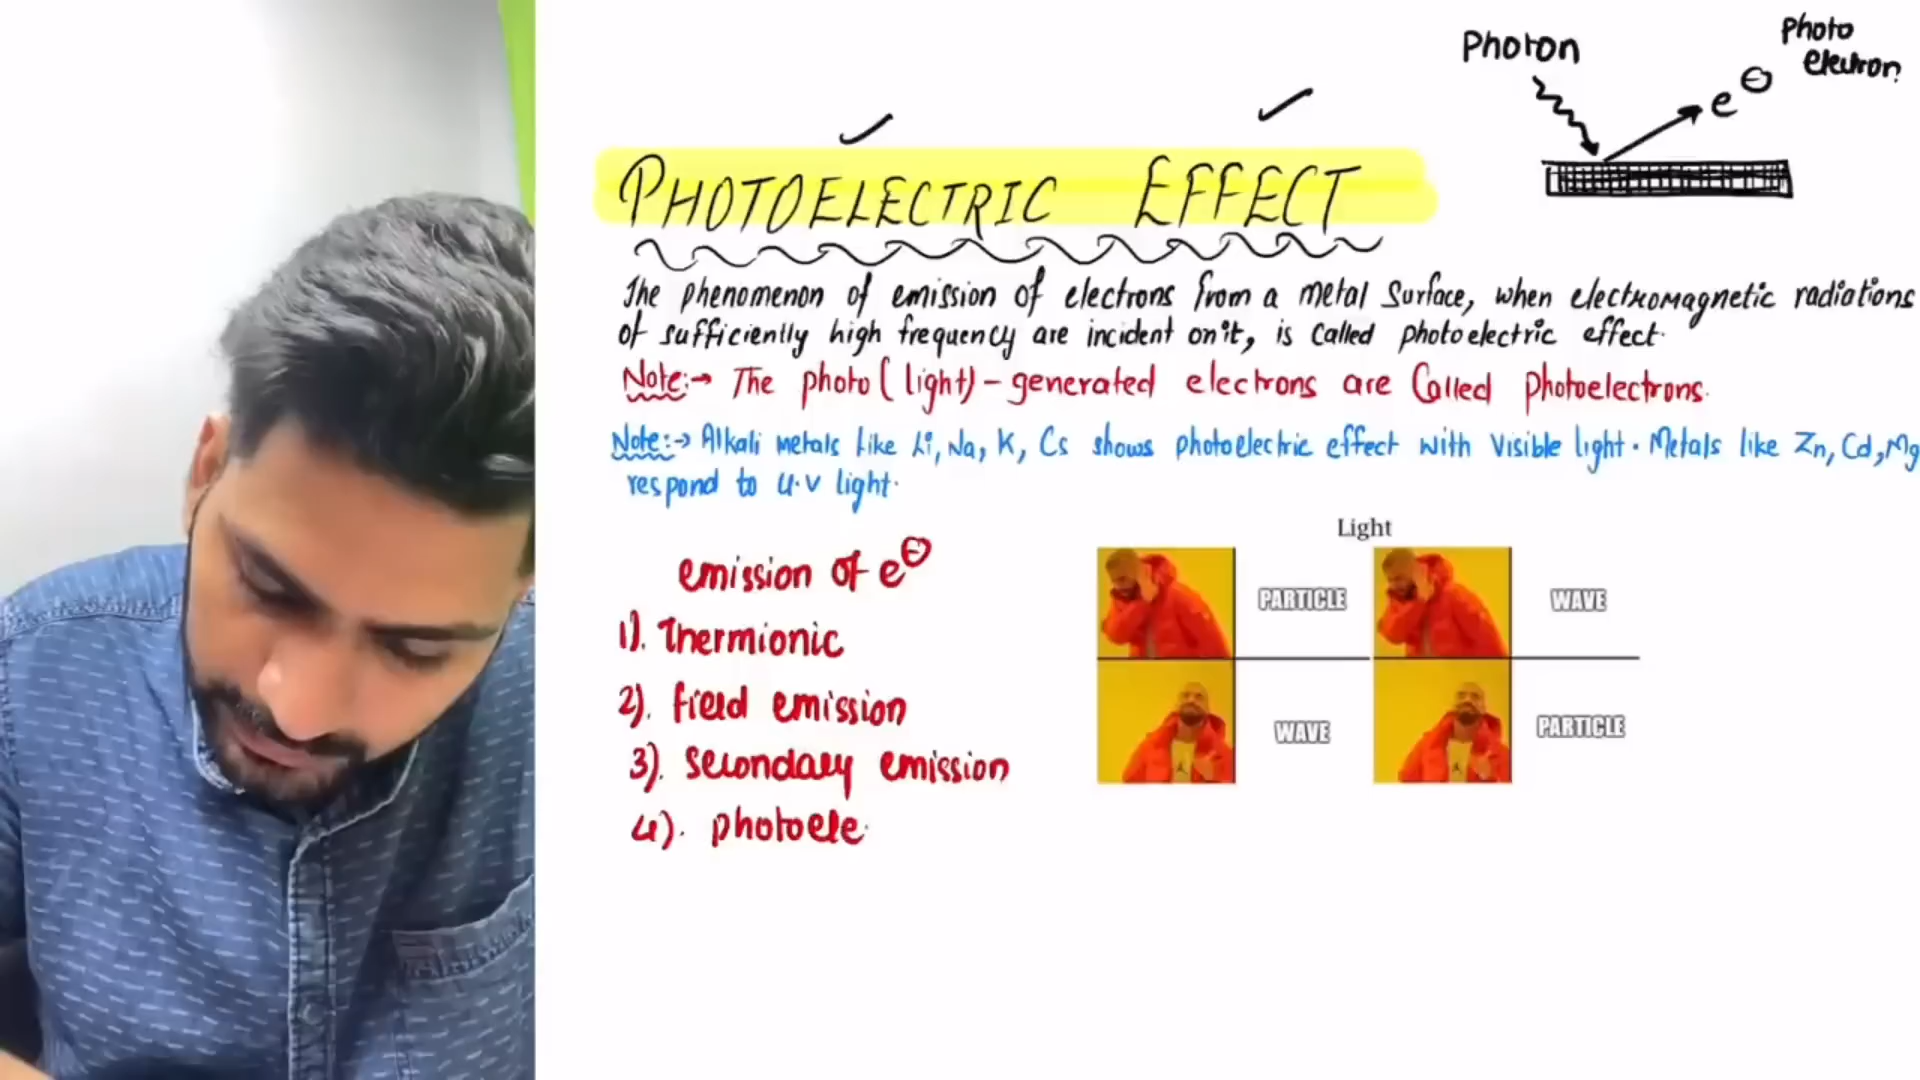 Photon
Photo
electron
e⊖
PHOTOELECTRIC EFFECT
The phenomenon of emission of electrons from a metal surface, when electromagnetic radiations
of sufficiently high frequency are incident on it, is called photoelectric effect.
Note:→ The photo (light)-generated electrons are called Photoelectrons.
Note:→ Alkali metals like Li, Na, K, Cs shows photoelectric effect with visible light. Metals like Zn, Cd, Mg
respond to u.v light.
emission of e⊖
1). Thermionic
2). field emission
3). Secondary emission
4). photoele
Light
PARTICLE WAVE
WAVE PARTICLE